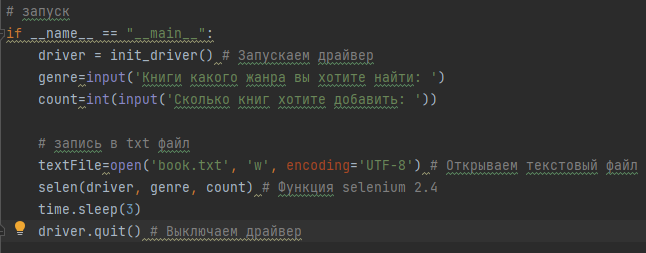 # запуск
if __name__ == "__main__":
    driver = init_driver() # Запускаем драйвер
    genre=input('Книги какого жанра вы хотите найти: ')
    count=int(input('Сколько книг хотите добавить: '))
    # запись в txt файл
    textFile=open('book.txt', 'w', encoding='UTF-8') # Открываем текстовый файл
    selen(driver, genre, count) # Функция selenium 2.4
    time.sleep(3)
    driver.quit() # Выключаем драйвер